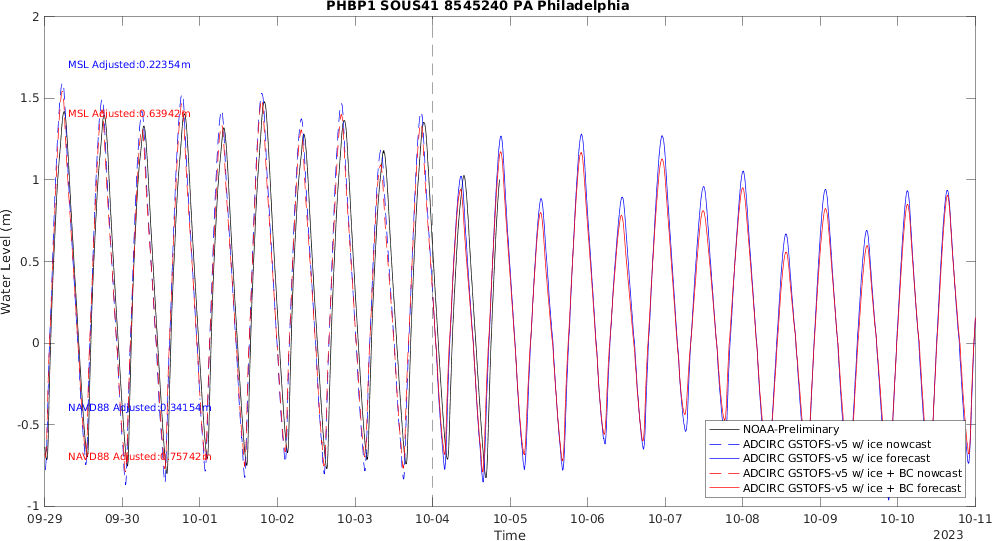 PHBP1 SOUS41 8545240 PA Philadelphia
2
MSL Adjusted:0.22354m
1.5
MSL Adjusted:0.63942m
1
Water Level (m)
0.5
0
NAVD88 Adjusted:0.34154m
-0.5
NAVD88 Adjusted:0.75742m
NOAA-Preliminary
ADCIRC GSTOFS-v5 w/ ice nowcast
ADCIRC GSTOFS-v5 w/ ice forecast
ADCIRC GSTOFS-v5 w/ ice + BC nowcast
ADCIRC GSTOFS-v5 w/ ice + BC forecast
-1
09-29 09-30 10-01 10-02 10-03 10-04 10-05 10-06 10-07 10-08 10-09 10-10 10-11
Time
2023